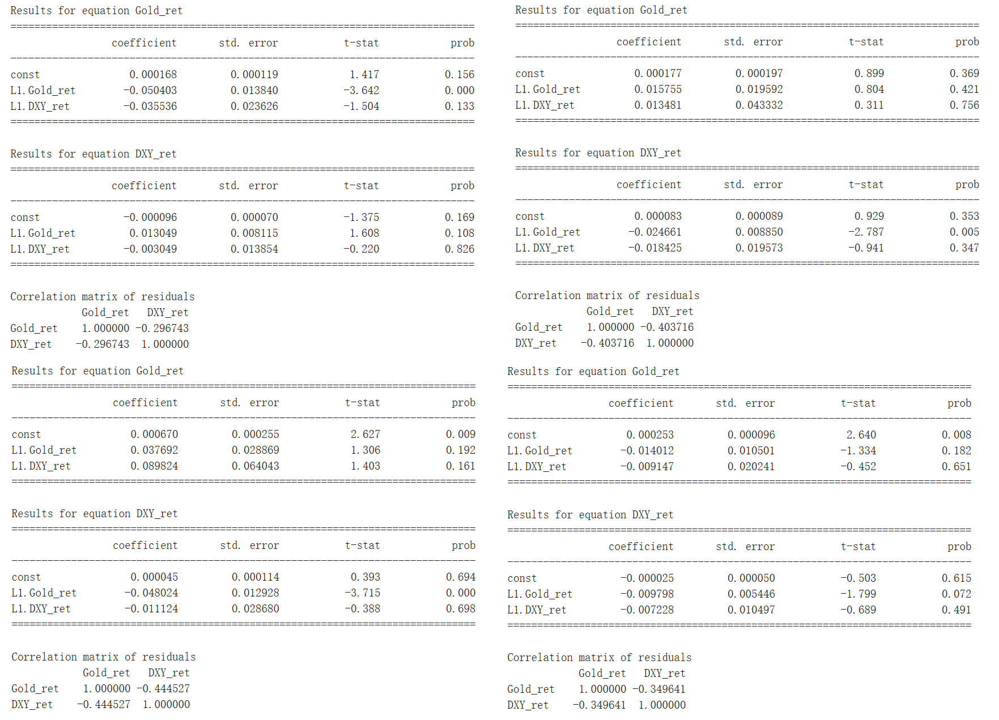 Results for equation Gold_ret
==============================================================================
                 coefficient       std. error           t-stat            prob
------------------------------------------------------------------------------
const               0.000168         0.000119            1.417           0.156
L1.Gold_ret        -0.050403         0.013840           -3.642           0.000
L1.DXY_ret         -0.035536         0.023626           -1.504           0.133
==============================================================================
Results for equation DXY_ret
==============================================================================
                 coefficient       std. error           t-stat            prob
------------------------------------------------------------------------------
const              -0.000096         0.000070           -1.375           0.169
L1.Gold_ret         0.013049         0.008115            1.608           0.108
L1.DXY_ret         -0.003049         0.013854           -0.220           0.826
==============================================================================
Correlation matrix of residuals
            Gold_ret   DXY_ret
Gold_ret    1.000000 -0.296743
DXY_ret    -0.296743  1.000000
Results for equation Gold_ret
==============================================================================
                 coefficient       std. error           t-stat            prob
------------------------------------------------------------------------------
const               0.000177         0.000197            0.899           0.369
L1.Gold_ret         0.015755         0.019592            0.804           0.421
L1.DXY_ret          0.013481         0.043332            0.311           0.756
==============================================================================
Results for equation DXY_ret
==============================================================================
                 coefficient       std. error           t-stat            prob
------------------------------------------------------------------------------
const               0.000083         0.000089            0.929           0.353
L1.Gold_ret        -0.024661         0.008850           -2.787           0.005
L1.DXY_ret         -0.018425         0.019573           -0.941           0.347
==============================================================================
Correlation matrix of residuals
            Gold_ret   DXY_ret
Gold_ret    1.000000 -0.403716
DXY_ret    -0.403716  1.000000
Results for equation Gold_ret
==============================================================================
                 coefficient       std. error           t-stat            prob
------------------------------------------------------------------------------
const               0.000670         0.000255            2.627           0.009
L1.Gold_ret         0.037692         0.028869            1.306           0.192
L1.DXY_ret          0.089824         0.064043            1.403           0.161
==============================================================================
Results for equation DXY_ret
==============================================================================
                 coefficient       std. error           t-stat            prob
------------------------------------------------------------------------------
const               0.000045         0.000114            0.393           0.694
L1.Gold_ret        -0.048024         0.012928           -3.715           0.000
L1.DXY_ret         -0.011124         0.028680           -0.388           0.698
==============================================================================
Correlation matrix of residuals
            Gold_ret   DXY_ret
Gold_ret    1.000000 -0.444527
DXY_ret    -0.444527  1.000000
Results for equation Gold_ret
==============================================================================
                 coefficient       std. error           t-stat            prob
------------------------------------------------------------------------------
const               0.000253         0.000096            2.640           0.008
L1.Gold_ret        -0.014012         0.010501           -1.334           0.182
L1.DXY_ret         -0.009147         0.020241           -0.452           0.651
==============================================================================
Results for equation DXY_ret
==============================================================================
                 coefficient       std. error           t-stat            prob
------------------------------------------------------------------------------
const              -0.000025         0.000050           -0.503           0.615
L1.Gold_ret        -0.009798         0.005446           -1.799           0.072
L1.DXY_ret         -0.007228         0.010497           -0.689           0.491
==============================================================================
Correlation matrix of residuals
            Gold_ret   DXY_ret
Gold_ret    1.000000 -0.349641
DXY_ret    -0.349641  1.000000